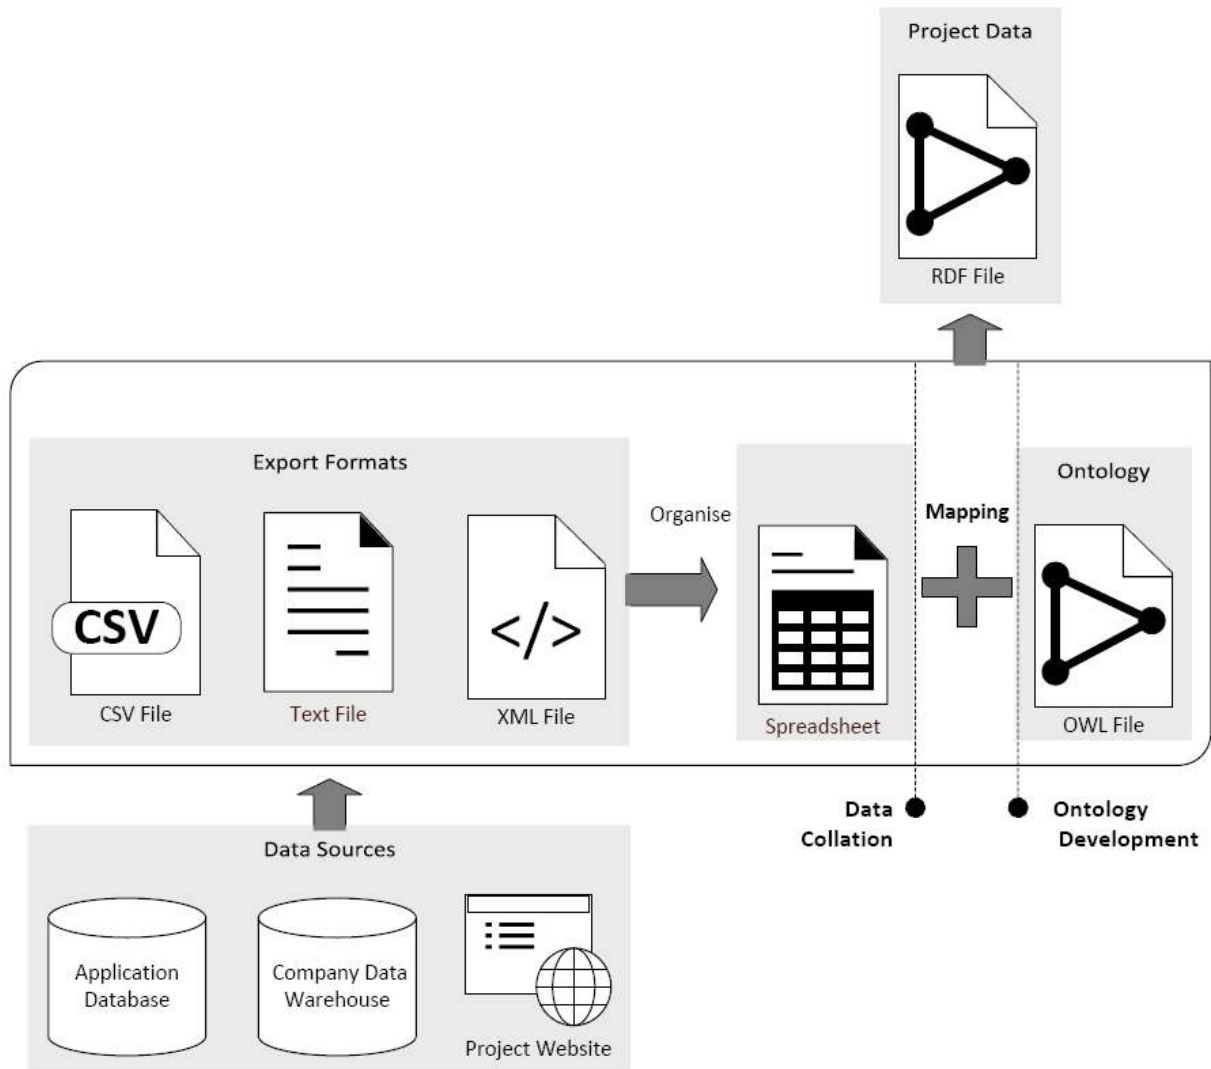 Project Data
RDF File
Export Formats
CSV
CSV File
Text File
</>
XML File
Organise
Spreadsheet
Mapping
Ontology
OWL File
Data
Collation
Ontology
Development
Data Sources
Application
Database
Company Data
Warehouse
Project Website